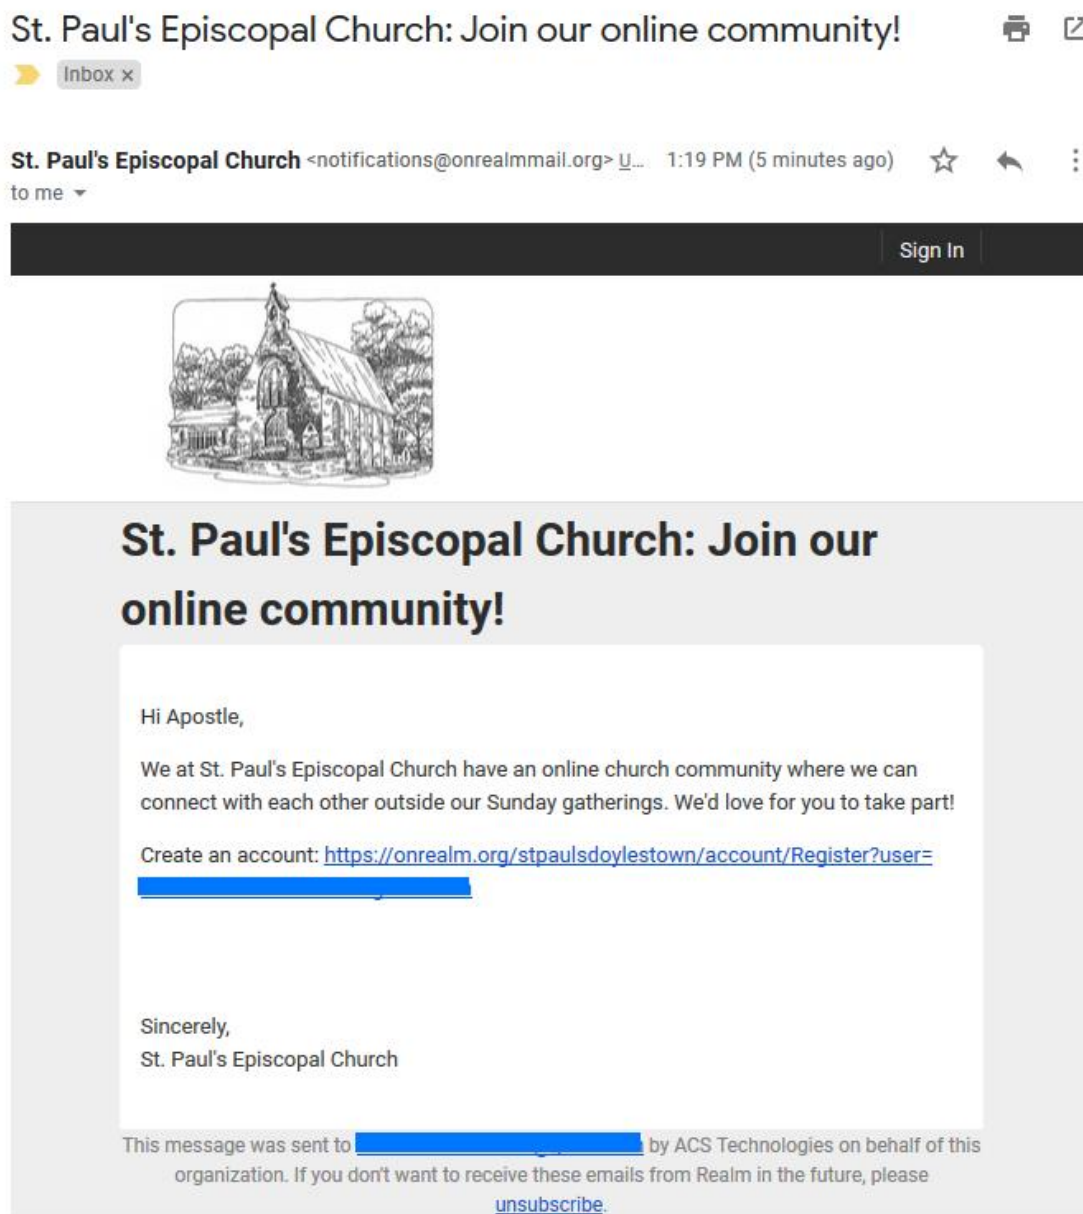 St. Paul's Episcopal Church: Join our online community!
Inbox x
St. Paul's Episcopal Church <notifications@onrealmmail.org> U... 1:19 PM (5 minutes ago)
to me
Sign In
St. Paul's Episcopal Church: Join our
online community!
Hi Apostle,
We at St. Paul's Episcopal Church have an online church community where we can
connect with each other outside our Sunday gatherings. We'd love for you to take part!
Create an account: https://onrealm.org/stpaulsdoylestown/account/Register?user=
Sincerely,
St. Paul's Episcopal Church
This message was sent to by ACS Technologies on behalf of this
organization. If you don't want to receive these emails from Realm in the future, please
unsubscribe.